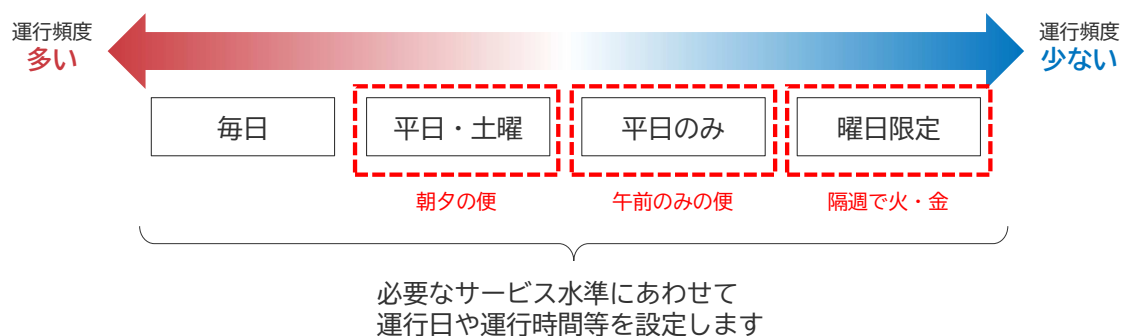 運行頻度
多い
運行頻度
少ない
毎日
平日・土曜
平日のみ
曜日限定
朝夕の便
午前のみの便
隔週で火・金
必要なサービス水準にあわせて
運行日や運行時間等を設定します